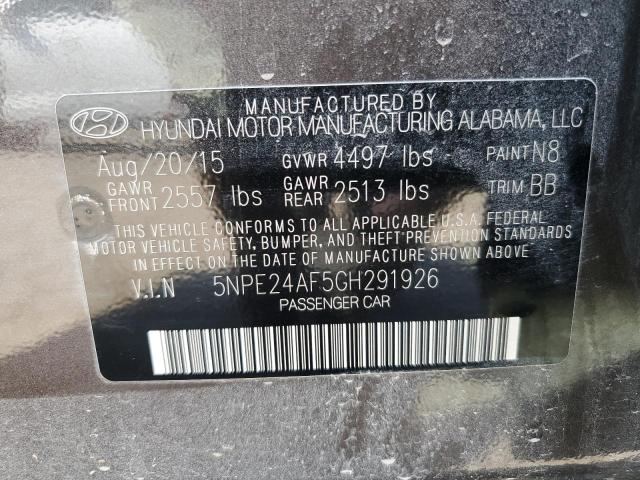 MANUFACTURED BY
HYUNDAI MOTOR MANUFACTURING ALABAMA, LLC
Aug/20/15 GVWR 4497 lbs PAINT N8
GAWR FRONT 2557 lbs GAWR REAR 2513 lbs TRIM BB
THIS VEHICLE CONFORMS TO ALL APPLICABLE U.S.A. FEDERAL
MOTOR VEHICLE SAFETY, BUMPER, AND THEFT PREVENTION STANDARDS
IN EFFECT ON THE DATE OF MANUFACTURE SHOWN ABOVE.
V.I.N 5NPE24AF5GH291926
PASSENGER CAR